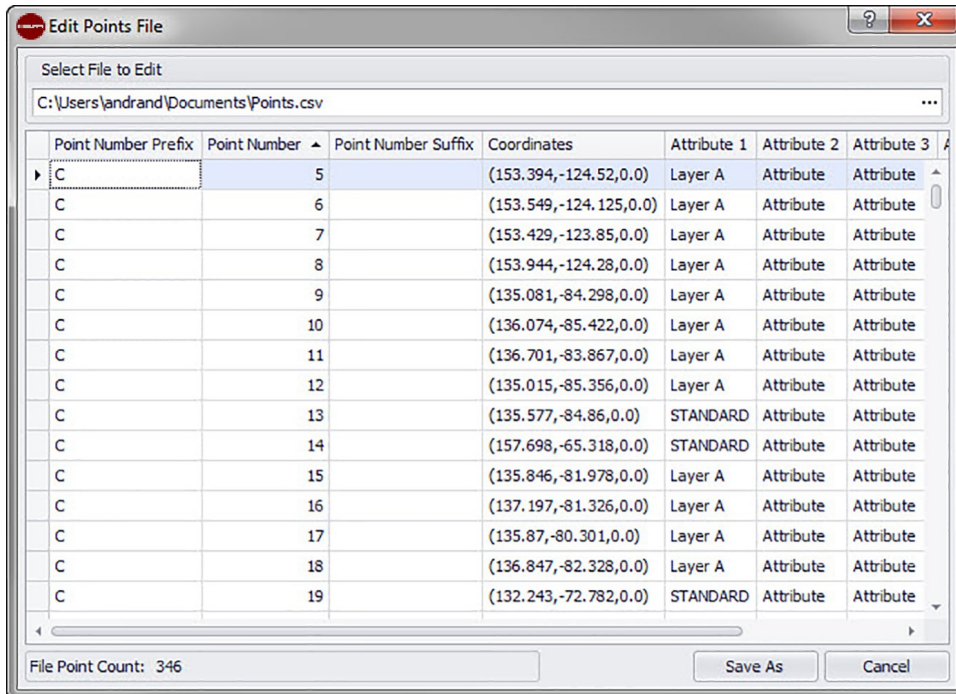 Edit Points File
Select File to Edit
C:\Users\andrand\Documents\Points.csv ...
Point Number Prefix Point Number Point Number Suffix Coordinates Attribute 1 Attribute 2 Attribute 3
C 5 (153.394,-124.52,0.0) Layer A Attribute Attribute
C 6 (153.549,-124.125,0.0) Layer A Attribute Attribute
C 7 (153.429,-123.85,0.0) Layer A Attribute Attribute
C 8 (153.944,-124.28,0.0) Layer A Attribute Attribute
C 9 (135.081,-84.298,0.0) Layer A Attribute Attribute
C 10 (136.074,-85.422,0.0) Layer A Attribute Attribute
C 11 (136.701,-83.867,0.0) Layer A Attribute Attribute
C 12 (135.015,-85.356,0.0) Layer A Attribute Attribute
C 13 (135.577,-84.86,0.0) STANDARD Attribute Attribute
C 14 (157.698,-65.318,0.0) STANDARD Attribute Attribute
C 15 (135.846,-81.978,0.0) Layer A Attribute Attribute
C 16 (137.197,-81.326,0.0) Layer A Attribute Attribute
C 17 (135.87,-80.301,0.0) Layer A Attribute Attribute
C 18 (136.847,-82.328,0.0) Layer A Attribute Attribute
C 19 (132.243,-72.782,0.0) STANDARD Attribute Attribute
File Point Count: 346 Save As Cancel